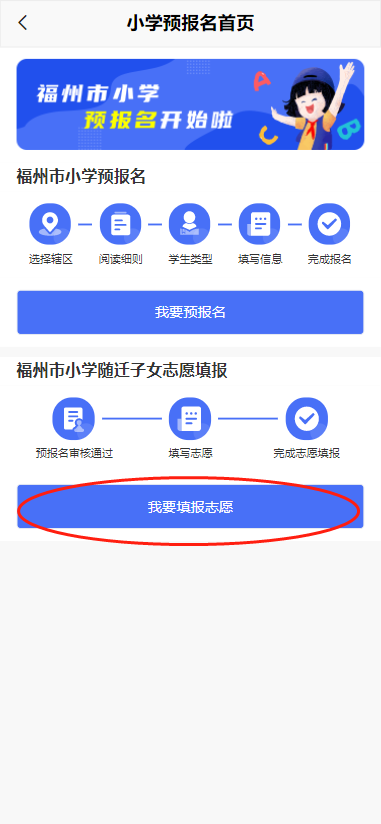 小学预报名首页
福州市小学
预报名开始啦
A
C
B
福州市小学预报名
选择辖区
阅读细则
学生类型
填写信息
完成报名
我要预报名
福州市小学随迁子女志愿填报
预报名审核通过
填写志愿
完成志愿填报
我要填报志愿